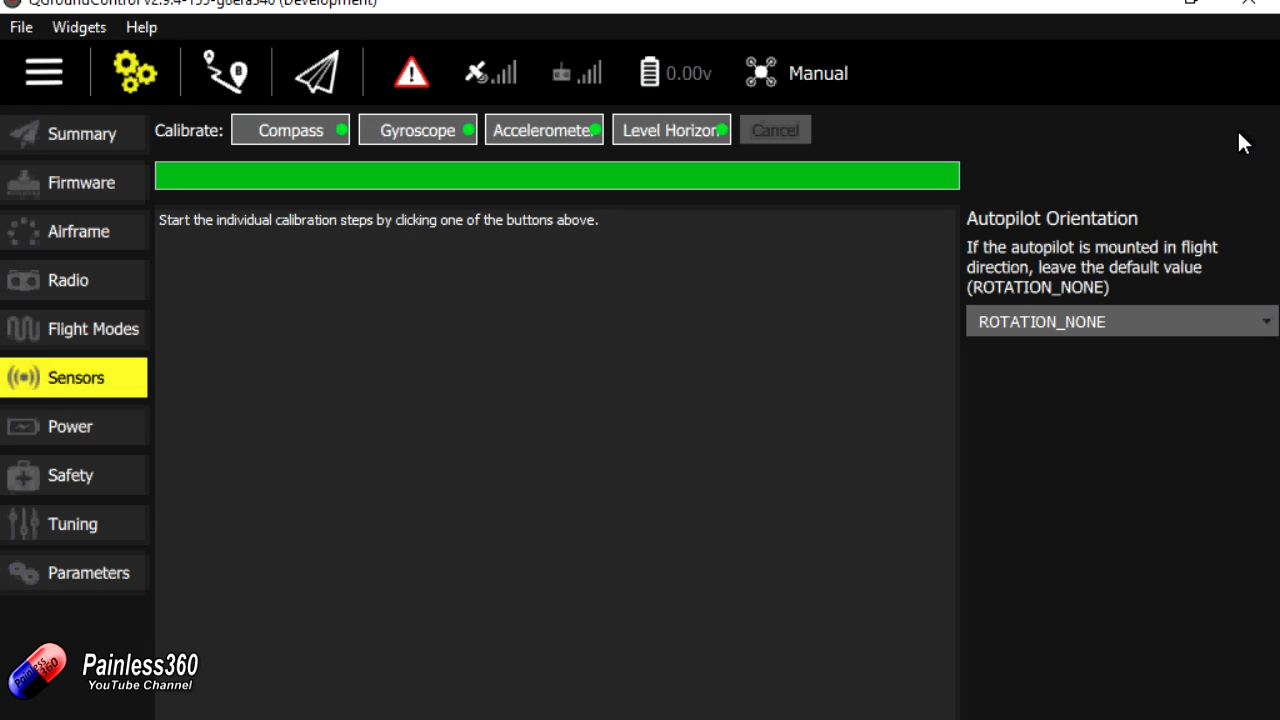 QGroundControl v2.9.4-155-g0era340 (Development)
File Widgets Help
0.00v Manual
Calibrate: Compass Gyroscope Accelerometer Level Horizon Cancel
Summary
Firmware
Airframe
Radio
Flight Modes
Sensors
Power
Safety
Tuning
Parameters
Start the individual calibration steps by clicking one of the buttons above.
Autopilot Orientation
If the autopilot is mounted in flight
direction, leave the default value
(ROTATION_NONE)
ROTATION_NONE
Painless360
Painless360
YouTube Channel